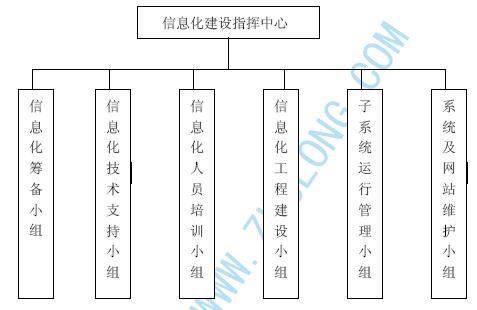 信息化建设指挥中心
信息化筹备小组
信息化技术支持小组
信息化人员培训小组
信息化工程建设小组
子系统运行管理小组
系统及网站维护小组
WWW.ZHULONG.COM